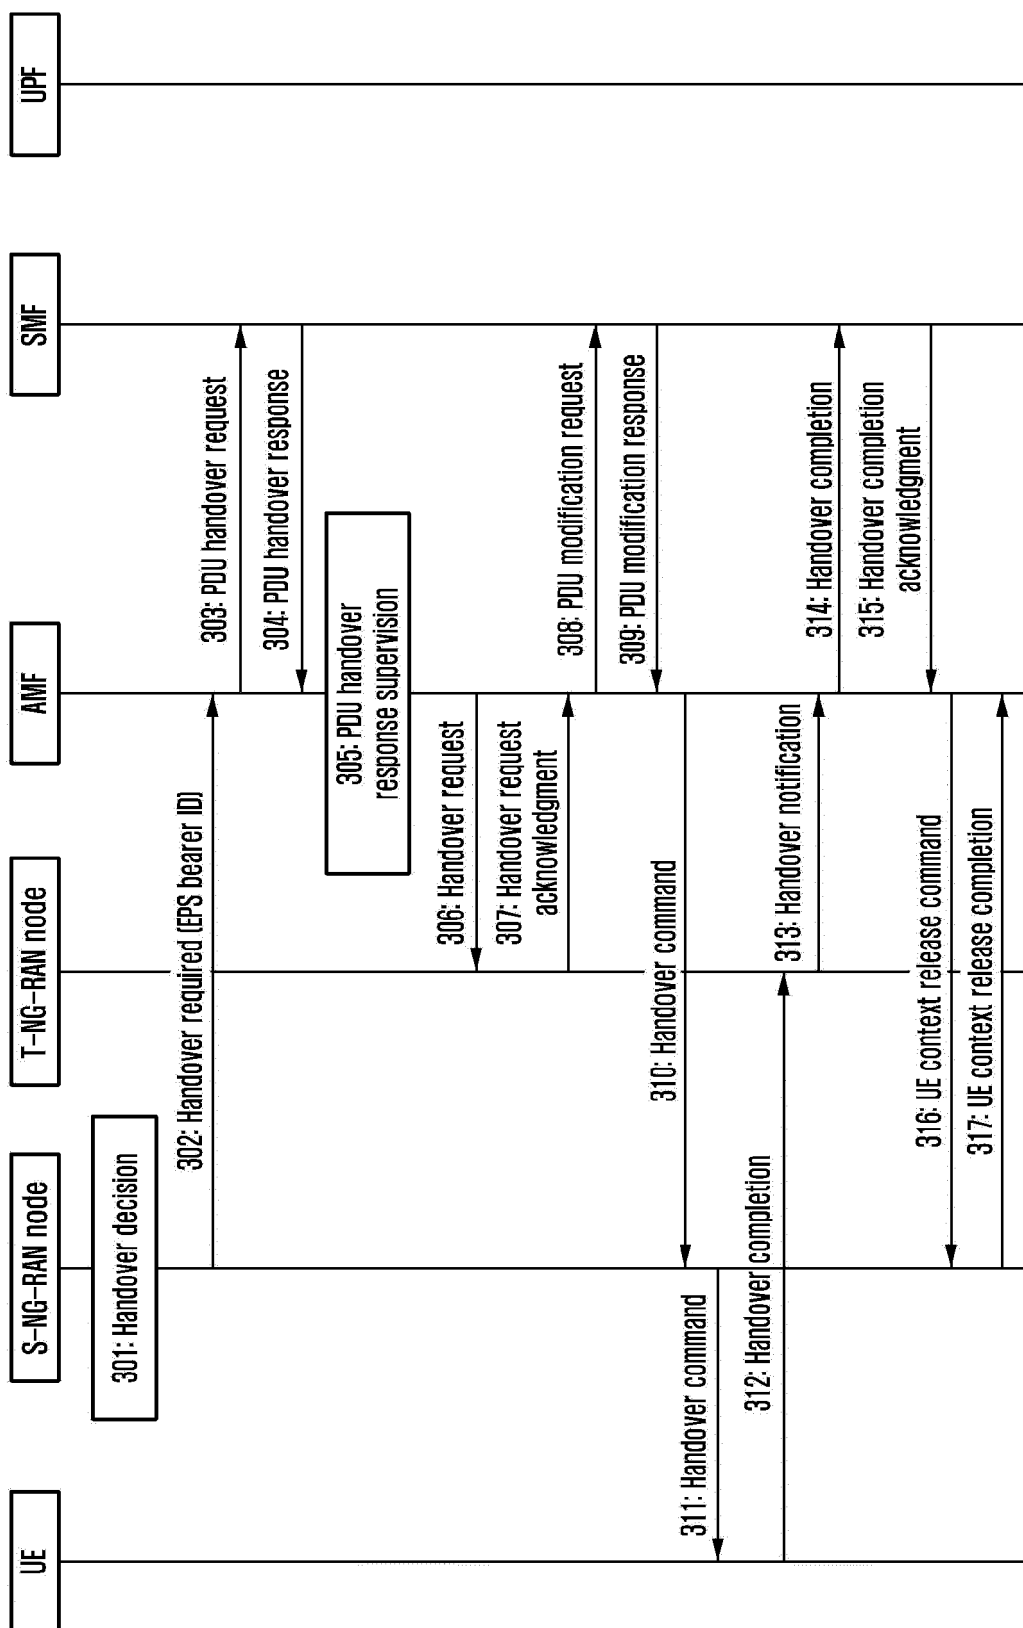 UE
S-NG-RAN node
T-NG-RAN node
AMF
SMF
UPF
301: Handover decision
302: Handover required (EPS bearer ID)
303: PDU handover request
304: PDU handover response
305: PDU handover
response supervision
306: Handover request
307: Handover request
acknowledgment
308: PDU modification request
309: PDU modification response
310: Handover command
311: Handover command
312: Handover completion
313: Handover notification
314: Handover completion
315: Handover completion
acknowledgment
316: UE context release command
317: UE context release completion